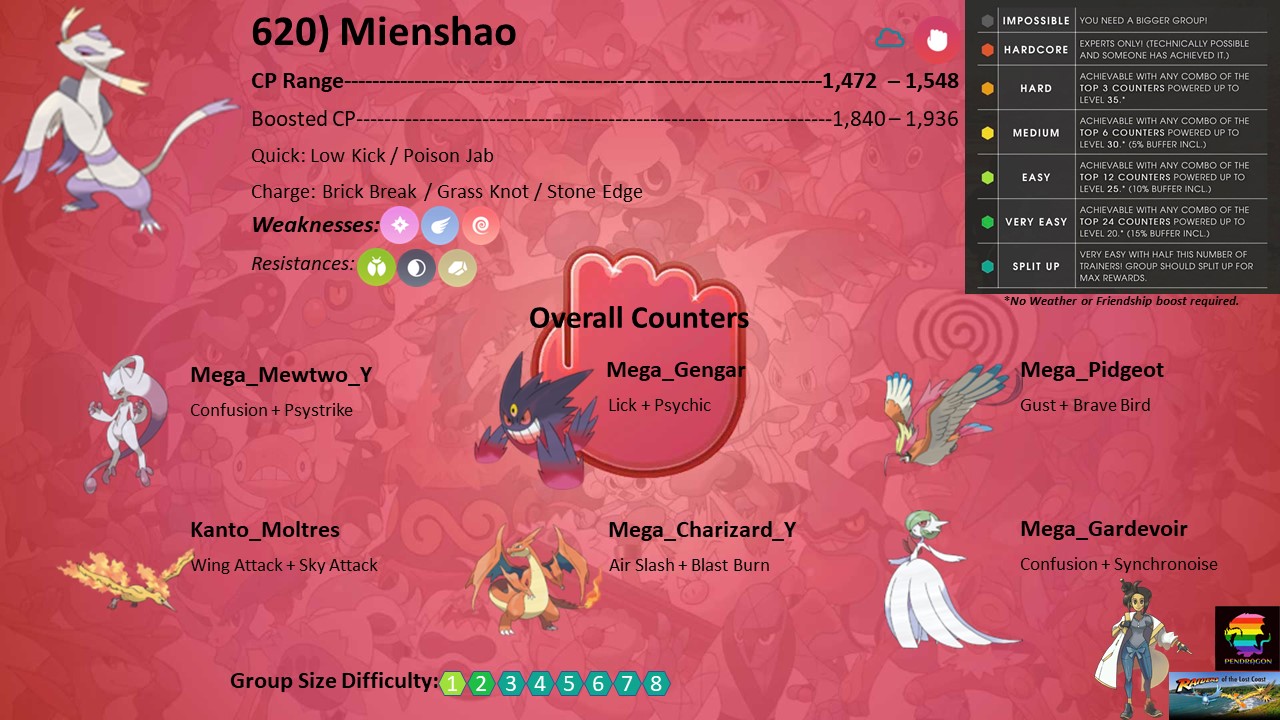 620) Mienshao
CP Range------------------------------------------------------------------------------------1,472 – 1,548
Boosted CP-----------------------------------------------------------------------------------1,840 – 1,936
Quick: Low Kick / Poison Jab
Charge: Brick Break / Grass Knot / Stone Edge
Weaknesses:
Resistances:
IMPOSSIBLE YOU NEED A BIGGER GROUP!
HARDCORE EXPERTS ONLY! (TECHNICALLY POSSIBLE
AND SOMEONE HAS ACHIEVED IT.)
HARD ACHIEVABLE WITH ANY COMBO OF THE
TOP 3 COUNTERS POWERED UP TO
LEVEL 35.*
MEDIUM ACHIEVABLE WITH ANY COMBO OF THE
TOP 6 COUNTERS POWERED UP TO
LEVEL 30.* (5% BUFFER INCL.)
EASY ACHIEVABLE WITH ANY COMBO OF THE
TOP 12 COUNTERS POWERED UP TO
LEVEL 25.* (10% BUFFER INCL.)
VERY EASY ACHIEVABLE WITH ANY COMBO OF THE
TOP 24 COUNTERS POWERED UP TO
LEVEL 20.* (15% BUFFER INCL.)
SPLIT UP VERY EASY WITH HALF THIS NUMBER OF
TRAINERS! GROUP SHOULD SPLIT UP FOR
MAX REWARDS.
*No Weather or Friendship boost required.
Overall Counters
Mega_Mewtwo_Y
Confusion + Psystrike
Mega_Gengar
Lick + Psychic
Mega_Pidgeot
Gust + Brave Bird
Kanto_Moltres
Wing Attack + Sky Attack
Mega_Charizard_Y
Air Slash + Blast Burn
Mega_Gardevoir
Confusion + Synchronoise
Group Size Difficulty: 1 2 3 4 5 6 7 8
PENDRAGON
RAIDERS of the Lost Coast